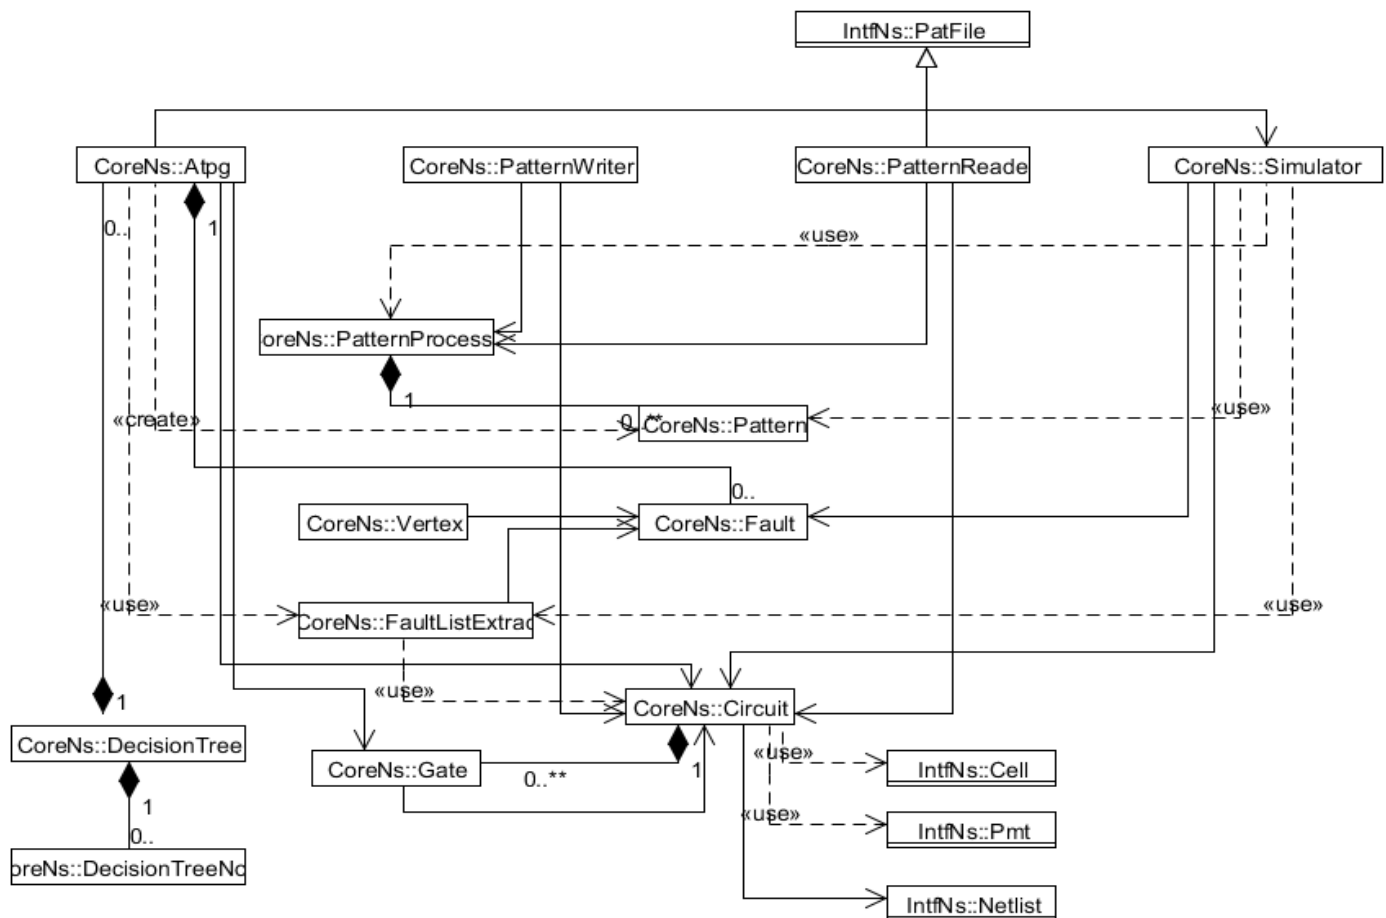 IntfNs::PatFile
CoreNs::Atpg
CoreNs::PatternWriter
CoreNs::PatternReade
CoreNs::Simulator
0..
1
«use»
oreNs::PatternProcess
1
«create»
0..**
CoreNs::Pattern
«use»
0..
CoreNs::Vertex
CoreNs::Fault
«use»
«use»
CoreNs::FaultListExtrac
«use»
1
CoreNs::Circuit
CoreNs::DecisionTree
«use»
CoreNs::Gate
0..**
1
IntfNs::Cell
1
«use»
IntfNs::Pmt
0..
oreNs::DecisionTreeNo
IntfNs::Netlist